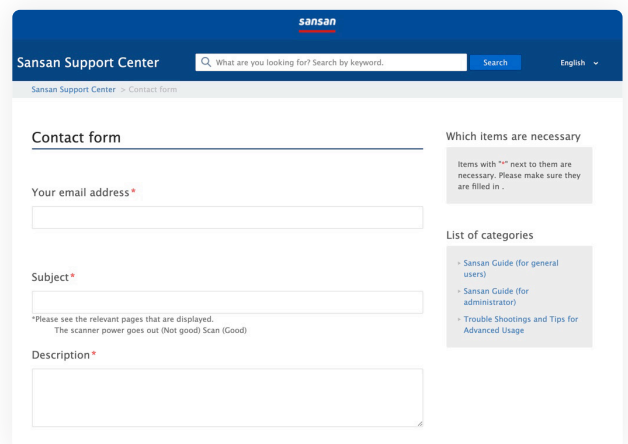 sansan
Sansan Support Center
What are you looking for? Search by keyword.
Search
English
Sansan Support Center > Contact form
Contact form
Your email address*
Subject*
*Please see the relevant pages that are displayed.
The scanner power goes out (Not good) Scan (Good)
Description*
Which items are necessary
Items with "*" next to them are
necessary. Please make sure they
are filled in .
List of categories
Sansan Guide (for general
users)
Sansan Guide (for
administrator)
Trouble Shootings and Tips for
Advanced Usage